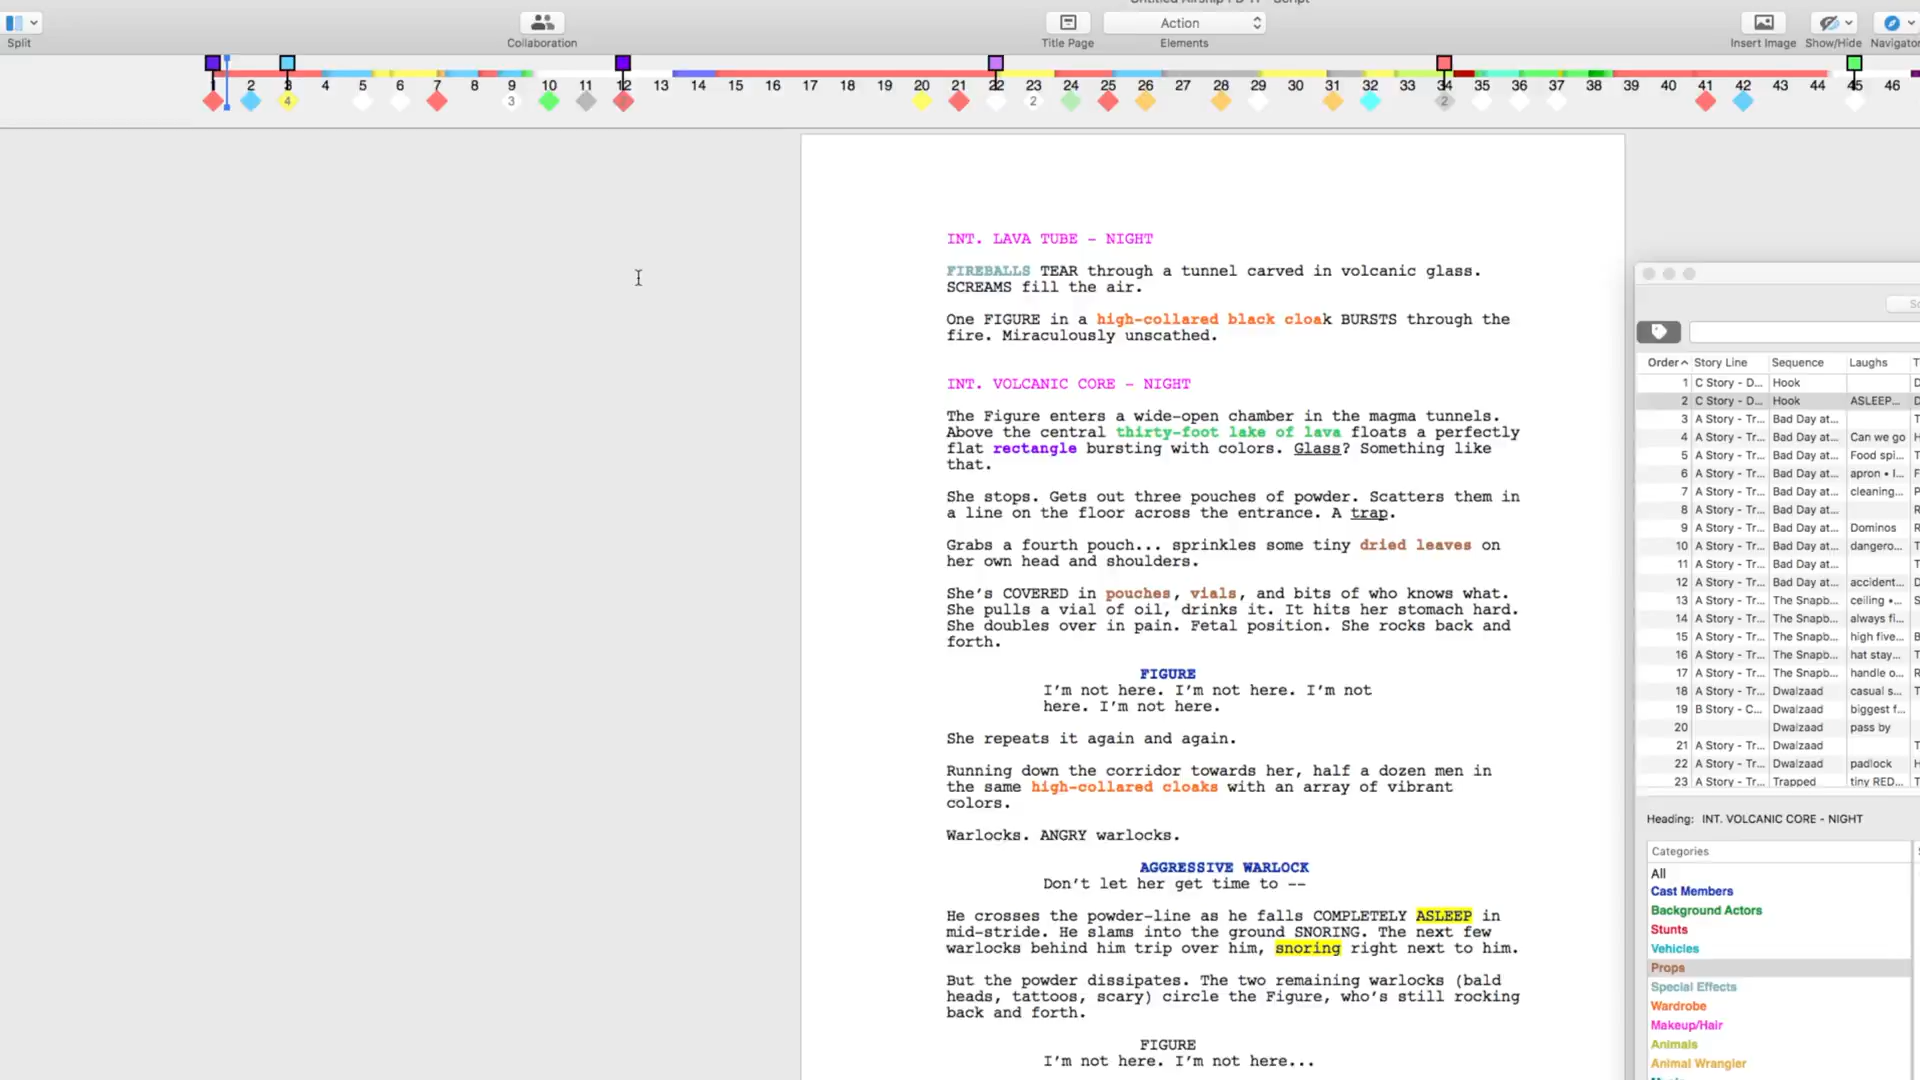 Split
Collaboration
Title Page
Action
Elements
Insert Image
Show/Hide
Navigator
1 2 3 4 5 6 7 8 9 10 11 12 13 14 15 16 17 18 19 20 21 22 23 24 25 26 27 28 29 30 31 32 33 34 35 36 37 38 39 40 41 42 43 44 45 46
4 3 2 2
INT. LAVA TUBE - NIGHT
FIREBALLS TEAR through a tunnel carved in volcanic glass.
SCREAMS fill the air.
One FIGURE in a high-collared black cloak BURSTS through the
fire. Miraculously unscathed.
INT. VOLCANIC CORE - NIGHT
The Figure enters a wide-open chamber in the magma tunnels.
Above the central thirty-foot lake of lava floats a perfectly
flat rectangle bursting with colors. Glass? Something like
that.
She stops. Gets out three pouches of powder. Scatters them in
a line on the floor across the entrance. A trap.
Grabs a fourth pouch... sprinkles some tiny dried leaves on
her own head and shoulders.
She's COVERED in pouches, vials, and bits of who knows what.
She pulls a vial of oil, drinks it. It hits her stomach hard.
She doubles over in pain. Fetal position. She rocks back and
forth.
FIGURE
I'm not here. I'm not here. I'm not
here. I'm not here.
She repeats it again and again.
Running down the corridor towards her, half a dozen men in
the same high-collared cloaks with an array of vibrant
colors.
Warlocks. ANGRY warlocks.
AGGRESSIVE WARLOCK
Don't let her get time to --
He crosses the powder-line as he falls COMPLETELY ASLEEP in
mid-stride. He slams into the ground SNORING. The next few
warlocks behind him trip over him, snoring right next to him.
But the powder dissipates. The two remaining warlocks (bald
heads, tattoos, scary) circle the Figure, who's still rocking
back and forth.
FIGURE
I'm not here. I'm not here...
Order Story Line Sequence Laughs T
1 C Story - D... Hook
2 C Story - D... Hook ASLEEP...
3 A Story - Tr... Bad Day at...
4 A Story - Tr... Bad Day at... Can we go
5 A Story - Tr... Bad Day at... Food spi...
6 A Story - Tr... Bad Day at... apron • I...
7 A Story - Tr... Bad Day at... cleaning...
8 A Story - Tr... Bad Day at...
9 A Story - Tr... Bad Day at... Dominos
10 A Story - Tr... Bad Day at... dangero...
11 A Story - Tr... Bad Day at...
12 A Story - Tr... Bad Day at... accident...
13 A Story - Tr... The Snapb... ceiling •...
14 A Story - Tr... The Snapb... always fl...
15 A Story - Tr... The Snapb... high five...
16 A Story - Tr... The Snapb... hat stay...
17 A Story - Tr... The Snapb... handle o...
18 A Story - Tr... Dwalzaad casual s...
19 B Story - C... Dwalzaad biggest f...
20 Dwalzaad pass by
21 A Story - Tr... Dwalzaad
22 A Story - Tr... Dwalzaad padlock
23 A Story - Tr... Trapped tiny RED...
Heading: INT. VOLCANIC CORE - NIGHT
Categories
All
Cast Members
Background Actors
Stunts
Vehicles
Props
Special Effects
Wardrobe
Makeup/Hair
Animals
Animal Wrangler